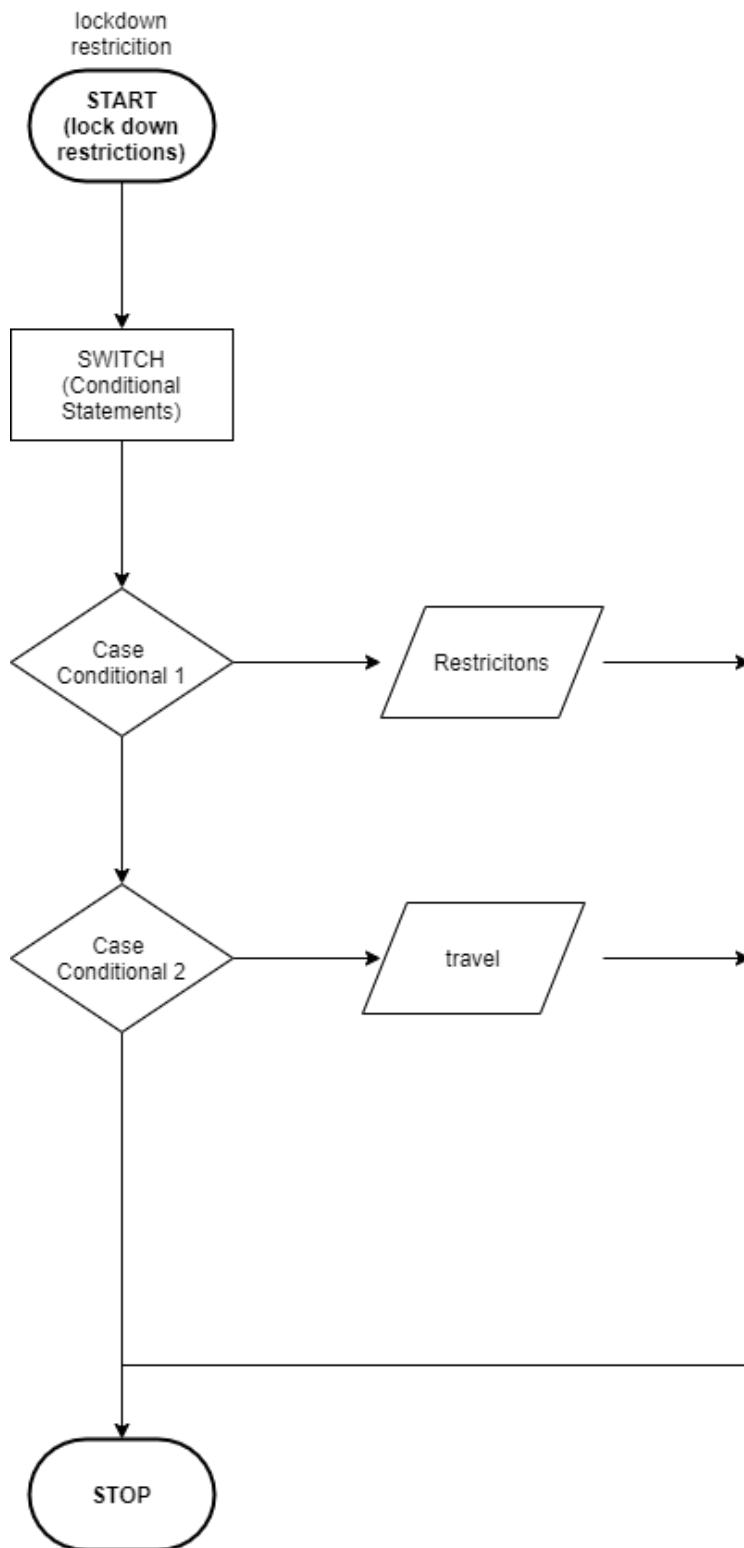 lockdown
restricition
START
(lock down
restrictions)
SWITCH
(Conditional
Statements)
Case
Conditional 1
Restricitons
Case
Conditional 2
travel
STOP